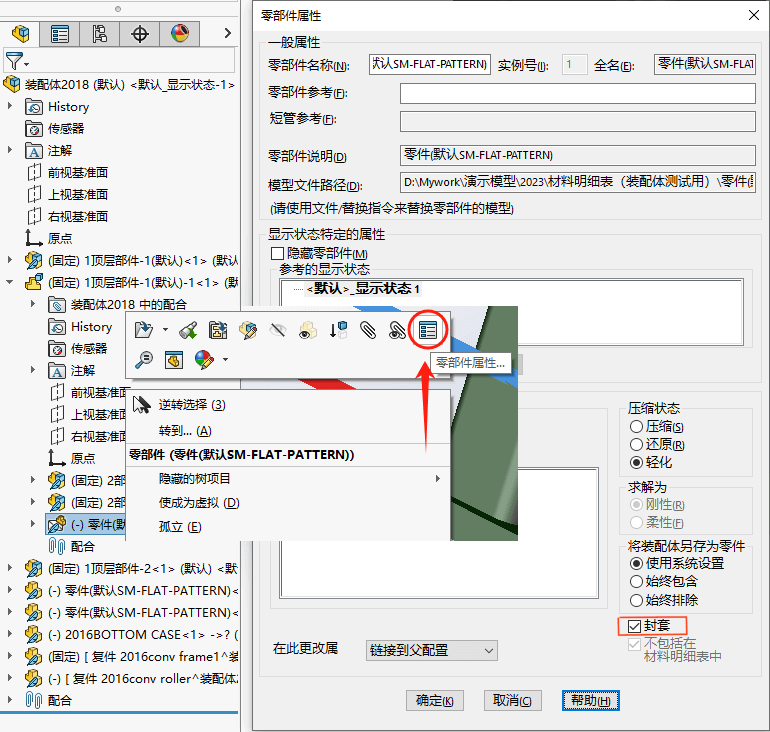 装配体2018 (默认) <默认_显示状态-1>
History
传感器
注解
前视基准面
上视基准面
右视基准面
原点
(固定) 1顶层部件-1(默认)<1> (默认
(固定) 1顶层部件-1(默认)-1<1> (默
装配体2018 中的配合
History
传感器
注解
前视基准面
上视基准面
右视基准面
原点
(固定) 2部
(固定) 2部
(-) 零件(默
配合
(固定) 1顶层部件-2<1> (默认) <默
(-) 零件(默认SM-FLAT-PATTERN)<
(-) 零件(默认SM-FLAT-PATTERN)<
(-) 2016BOTTOM CASE<1> ->? (
(固定) [ 复件 2016conv frame1^装
(-) [ 复件 2016conv roller^装配体2
配合
零部件属性...
逆转选择 (3)
转到... (A)
零部件 (零件(默认SM-FLAT-PATTERN))
隐藏的树项目
使成为虚拟 (D)
孤立 (E)
零部件属性
一般属性
零部件名称(N): 默认SM-FLAT-PATTERN) 实例号(I): 1 全名(E): 零件(默认SM-FLAT
零部件参考(F):
短管参考(F):
零部件说明(D) 零件(默认SM-FLAT-PATTERN)
模型文件路径(D): D:\Mywork\演示模型\2023\材料明细表（装配体测试用）\零件(
(请使用文件/替换指令来替换零部件的模型)
显示状态特定的属性
隐藏零部件(M)
参考的显示状态
<默认>_显示状态 1
压缩状态
压缩(S)
还原(R)
轻化
求解为
刚性(R)
柔性(F)
将装配体另存为零件
使用系统设置
始终包含
始终排除
封套
不包括在
材料明细表中
在此更改属 链接到父配置
确定(K) 取消(C) 帮助(H)